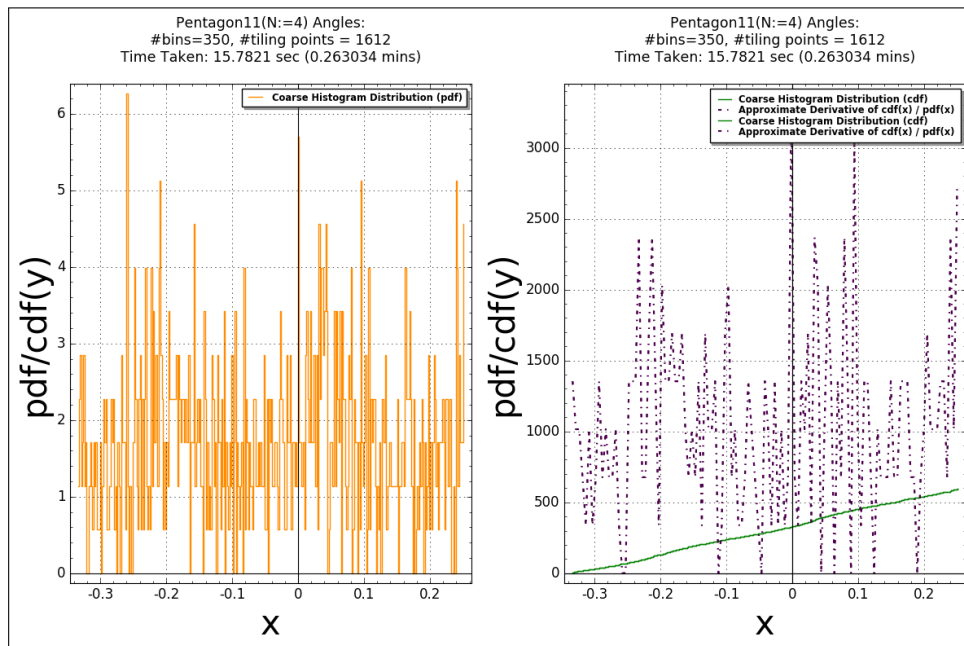 Pentagon11(N:=4) Angles:
#bins=350, #tiling points = 1612
Time Taken: 15.7821 sec (0.263034 mins)
Coarse Histogram Distribution (pdf)
pdf/cdf(y)
6
5
4
3
2
1
0
-0.3 -0.2 -0.1 0 0.1 0.2
x
Pentagon11(N:=4) Angles:
#bins=350, #tiling points = 1612
Time Taken: 15.7821 sec (0.263034 mins)
Coarse Histogram Distribution (cdf)
Approximate Derivative of cdf(x) / pdf(x)
Coarse Histogram Distribution (cdf)
Approximate Derivative of cdf(x) / pdf(x)
pdf/cdf(y)
3000
2500
2000
1500
1000
500
0
-0.3 -0.2 -0.1 0 0.1 0.2
x